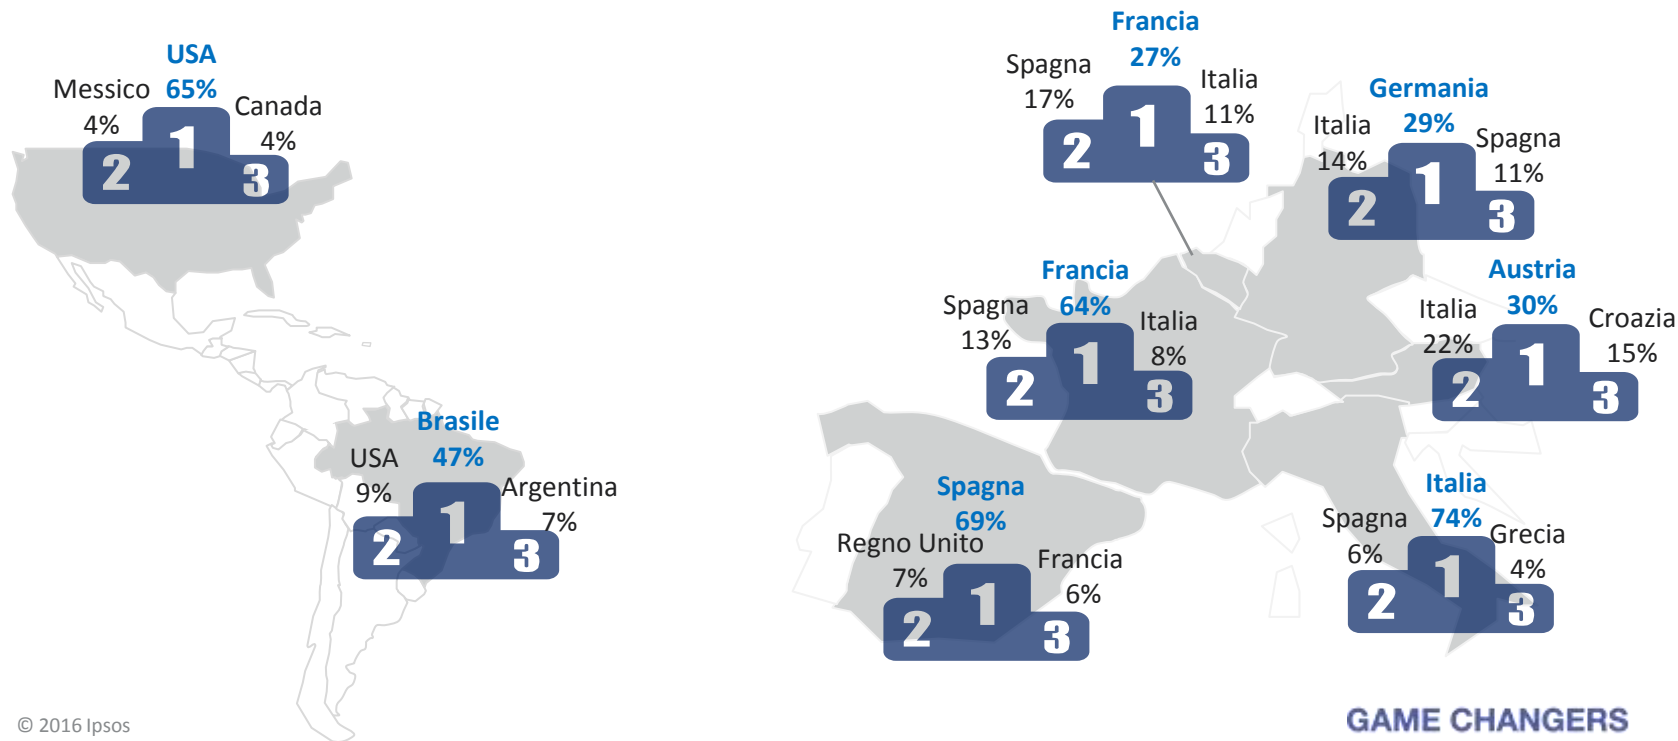 USA
65%
Messico
4%
Canada
4%
1
2
3
Brasile
47%
USA
9%
Argentina
7%
1
2
3
Francia
27%
Spagna
17%
Italia
11%
1
2
3
Germania
29%
Italia
14%
Spagna
11%
1
2
3
Francia
64%
Spagna
13%
Italia
8%
1
2
3
Austria
30%
Italia
22%
Croazia
15%
1
2
3
Spagna
69%
Regno Unito
7%
Francia
6%
1
2
3
Italia
74%
Spagna
6%
Grecia
4%
1
2
3
© 2016 Ipsos
GAME CHANGERS